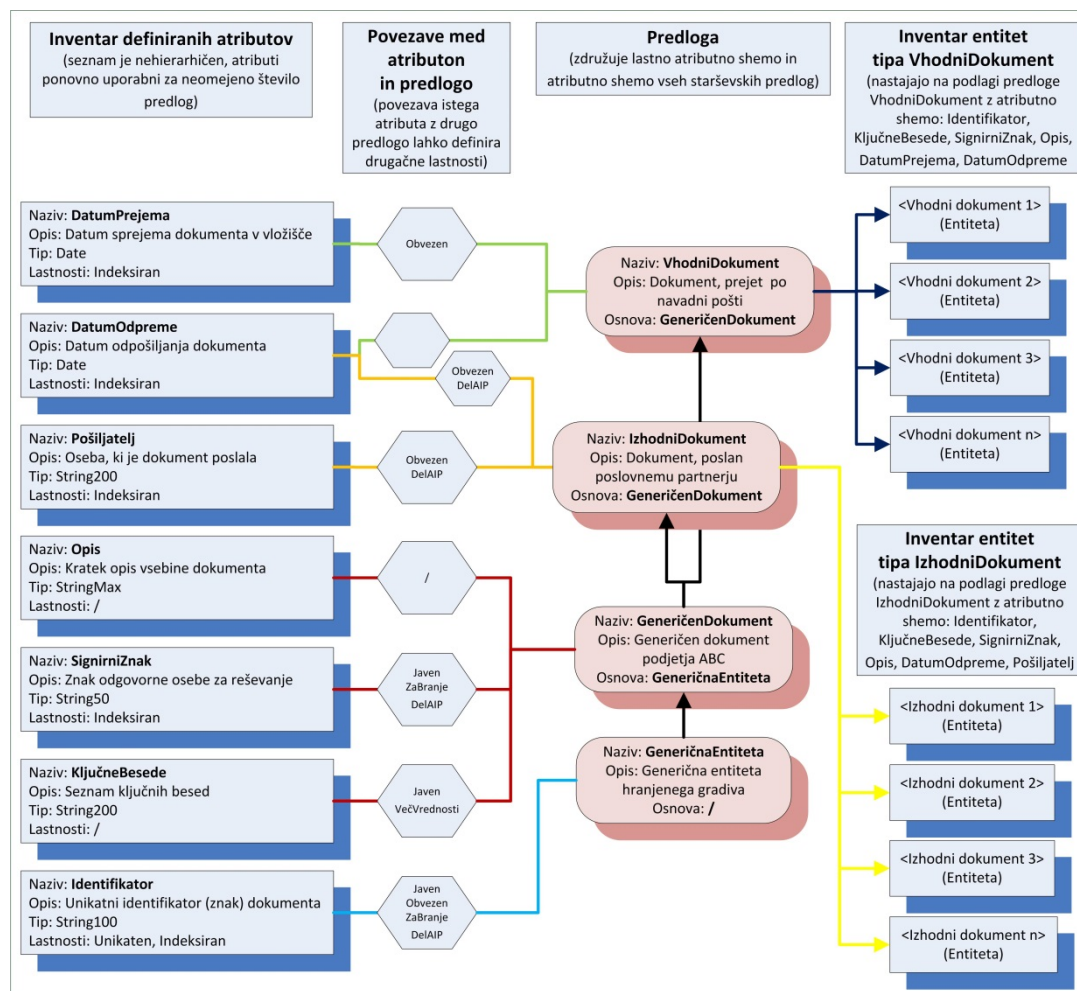 Inventar definiranih atributov
(seznam je nehierarhičen, atributi
ponovno uporabni za neomejeno število
predlog)
Povezave med
atributon
in predlogo
(povezava istega
atributa z drugo
predlogo lahko definira
drugačne lastnosti)
Predloga
(združuje lastno atributno shemo in
atributno shemo vseh starševskih predlog)
Inventar entitet
tipa VhodniDokument
(nastajajo na podlagi predloge
VhodniDokument z atributno
shemo: Identifikator,
KljučneBesede, SignirniZnak, Opis,
DatumPrejema, DatumOdpreme)
Naziv: DatumPrejema
Opis: Datum sprejema dokumenta v vložišče
Tip: Date
Lastnosti: Indeksiran
Obvezen
Naziv: DatumOdpreme
Opis: Datum odpošiljanja dokumenta
Tip: Date
Lastnosti: Indeksiran
Obvezen
DelAIP
Naziv: Pošiljatelj
Opis: Oseba, ki je dokument poslala
Tip: String200
Lastnosti: Indeksiran
Obvezen
DelAIP
Naziv: Opis
Opis: Kratek opis vsebine dokumenta
Tip: StringMax
Lastnosti: /
/
Naziv: SignirniZnak
Opis: Znak odgovorne osebe za reševanje
Tip: String50
Lastnosti: Indeksiran
Javen
ZaBranje
DelAIP
Naziv: KljučneBesede
Opis: Seznam ključnih besed
Tip: String200
Lastnosti: /
Javen
VečVrednosti
Naziv: Identifikator
Opis: Unikatni identifikator (znak) dokumenta
Tip: String100
Lastnosti: Unikaten, Indeksiran
Javen
Obvezen
ZaBranje
DelAIP
Naziv: VhodniDokument
Opis: Dokument, prejet po
navadni pošti
Osnova: GeneričenDokument
Naziv: IzhodniDokument
Opis: Dokument, poslan
poslovnemu partnerju
Osnova: GeneričenDokument
Naziv: GeneričenDokument
Opis: Generičen dokument
podjetja ABC
Osnova: GeneričnaEntiteta
Naziv: GeneričnaEntiteta
Opis: Generična entiteta
hranjenega gradiva
Osnova: /
<Vhodni dokument 1>
(Entiteta)
<Vhodni dokument 2>
(Entiteta)
<Vhodni dokument 3>
(Entiteta)
<Vhodni dokument n>
(Entiteta)
Inventar entitet
tipa IzhodniDokument
(nastajajo na podlagi predloge
IzhodniDokument z atributno
shemo: Identifikator,
KljučneBesede, SignirniZnak,
Opis, DatumOdpreme, Pošiljatelj)
<Izhodni dokument 1>
(Entiteta)
<Izhodni dokument 2>
(Entiteta)
<Izhodni dokument 3>
(Entiteta)
<Izhodni dokument n>
(Entiteta)